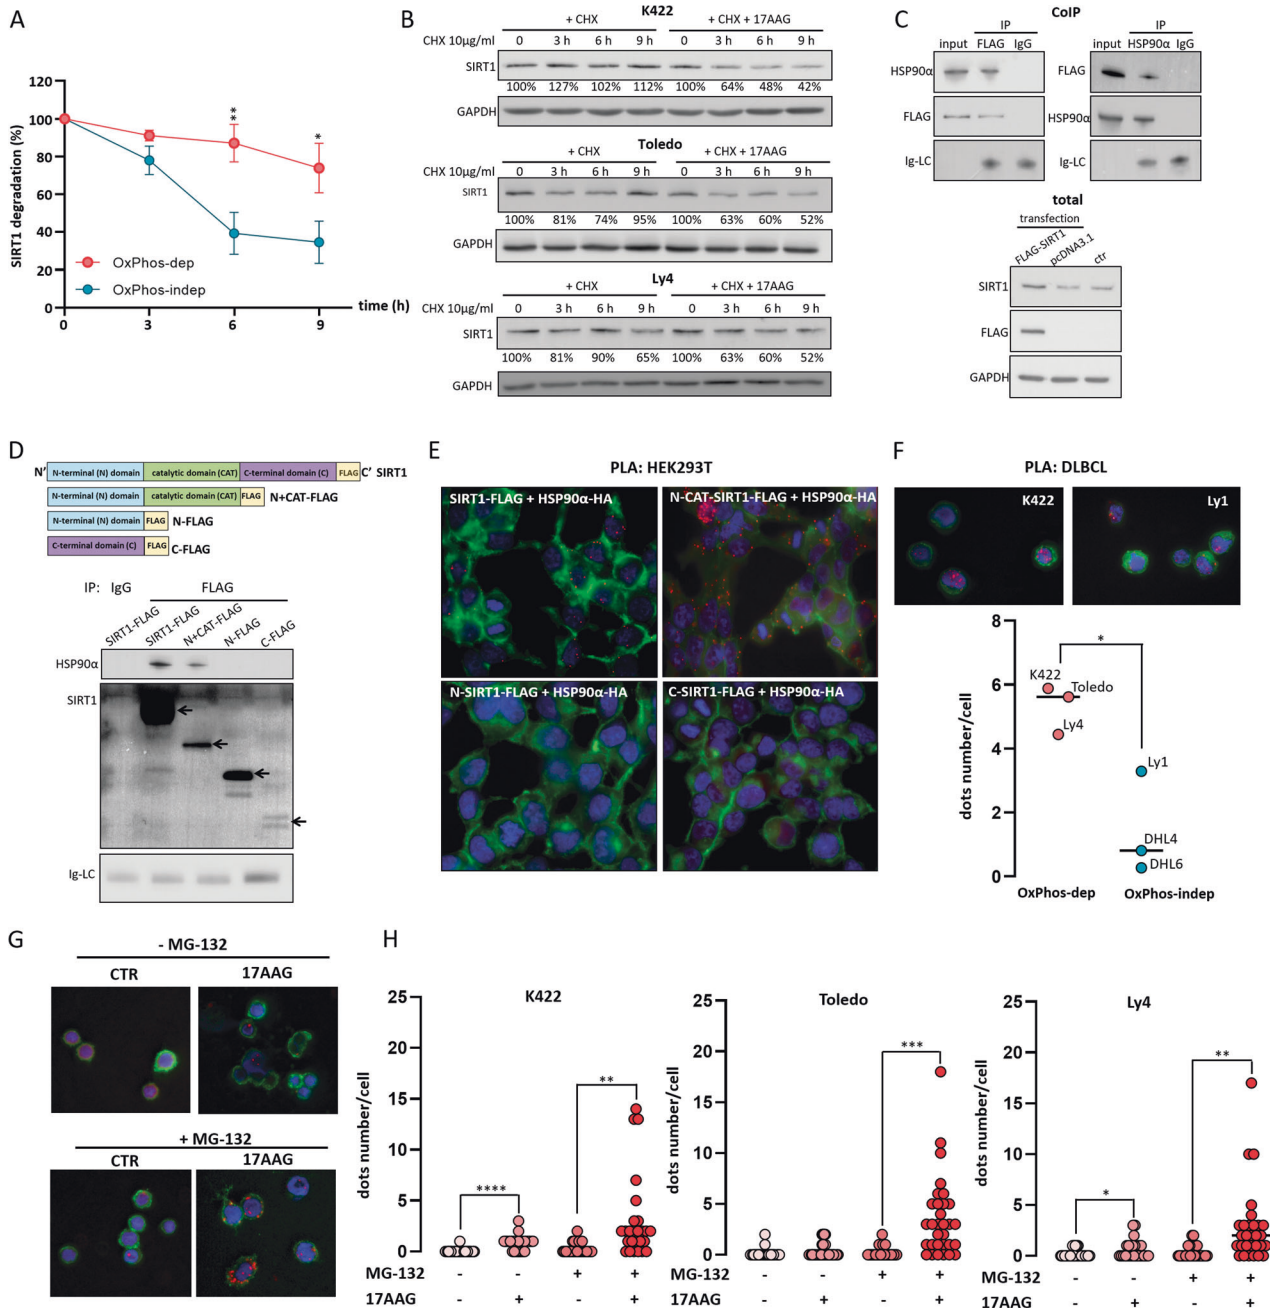 A
SIRT1 degradation (%)
120
100
80
60
40
20
0
**
*
OxPhos-dep
OxPhos-indep
0 3 6 9
time (h)
B
K422
+ CHX + CHX + 17AAG
CHX 10µg/ml 0 3 h 6 h 9 h 0 3 h 6 h 9 h
SIRT1
100% 127% 102% 112% 100% 64% 48% 42%
GAPDH
Toledo
+ CHX + CHX + 17AAG
CHX 10µg/ml 0 3 h 6 h 9 h 0 3 h 6 h 9 h
SIRT1
100% 81% 74% 95% 100% 63% 60% 52%
GAPDH
Ly4
+ CHX + CHX + 17AAG
CHX 10µg/ml 0 3 h 6 h 9 h 0 3 h 6 h 9 h
SIRT1
100% 81% 90% 65% 100% 63% 60% 52%
GAPDH
C
CoIP
IP IP
input FLAG IgG input HSP90α IgG
HSP90α FLAG
FLAG HSP90α
Ig-LC Ig-LC
total
transfection
FLAG-SIRT1 pcDNA3.1 ctr
SIRT1
FLAG
GAPDH
D
N' N-terminal (N) domain catalytic domain (CAT) C-terminal domain (C) FLAG C' SIRT1
N-terminal (N) domain catalytic domain (CAT) FLAG N+CAT-FLAG
N-terminal (N) domain FLAG N-FLAG
C-terminal domain (C) FLAG C-FLAG
IP: IgG FLAG
SIRT1-FLAG SIRT1-FLAG N+CAT-FLAG N-FLAG C-FLAG
HSP90α
SIRT1
Ig-LC
E
PLA: HEK293T
SIRT1-FLAG + HSP90α-HA N-CAT-SIRT1-FLAG + HSP90α-HA
N-SIRT1-FLAG + HSP90α-HA C-SIRT1-FLAG + HSP90α-HA
F
PLA: DLBCL
K422 Ly1
dots number/cell
8
6
4
2
0
*
K422
Toledo
Ly4
Ly1
DHL4
DHL6
OxPhos-dep OxPhos-indep
G
- MG-132
CTR 17AAG
+ MG-132
CTR 17AAG
H
K422
dots number/cell
25
20
15
10
5
0
****
**
Toledo
dots number/cell
25
20
15
10
5
0
***
Ly4
dots number/cell
25
20
15
10
5
0
*
**
MG-132 - - + +
17AAG - + - +
MG-132 - - + +
17AAG - + - +
MG-132 - - + +
17AAG - + - +